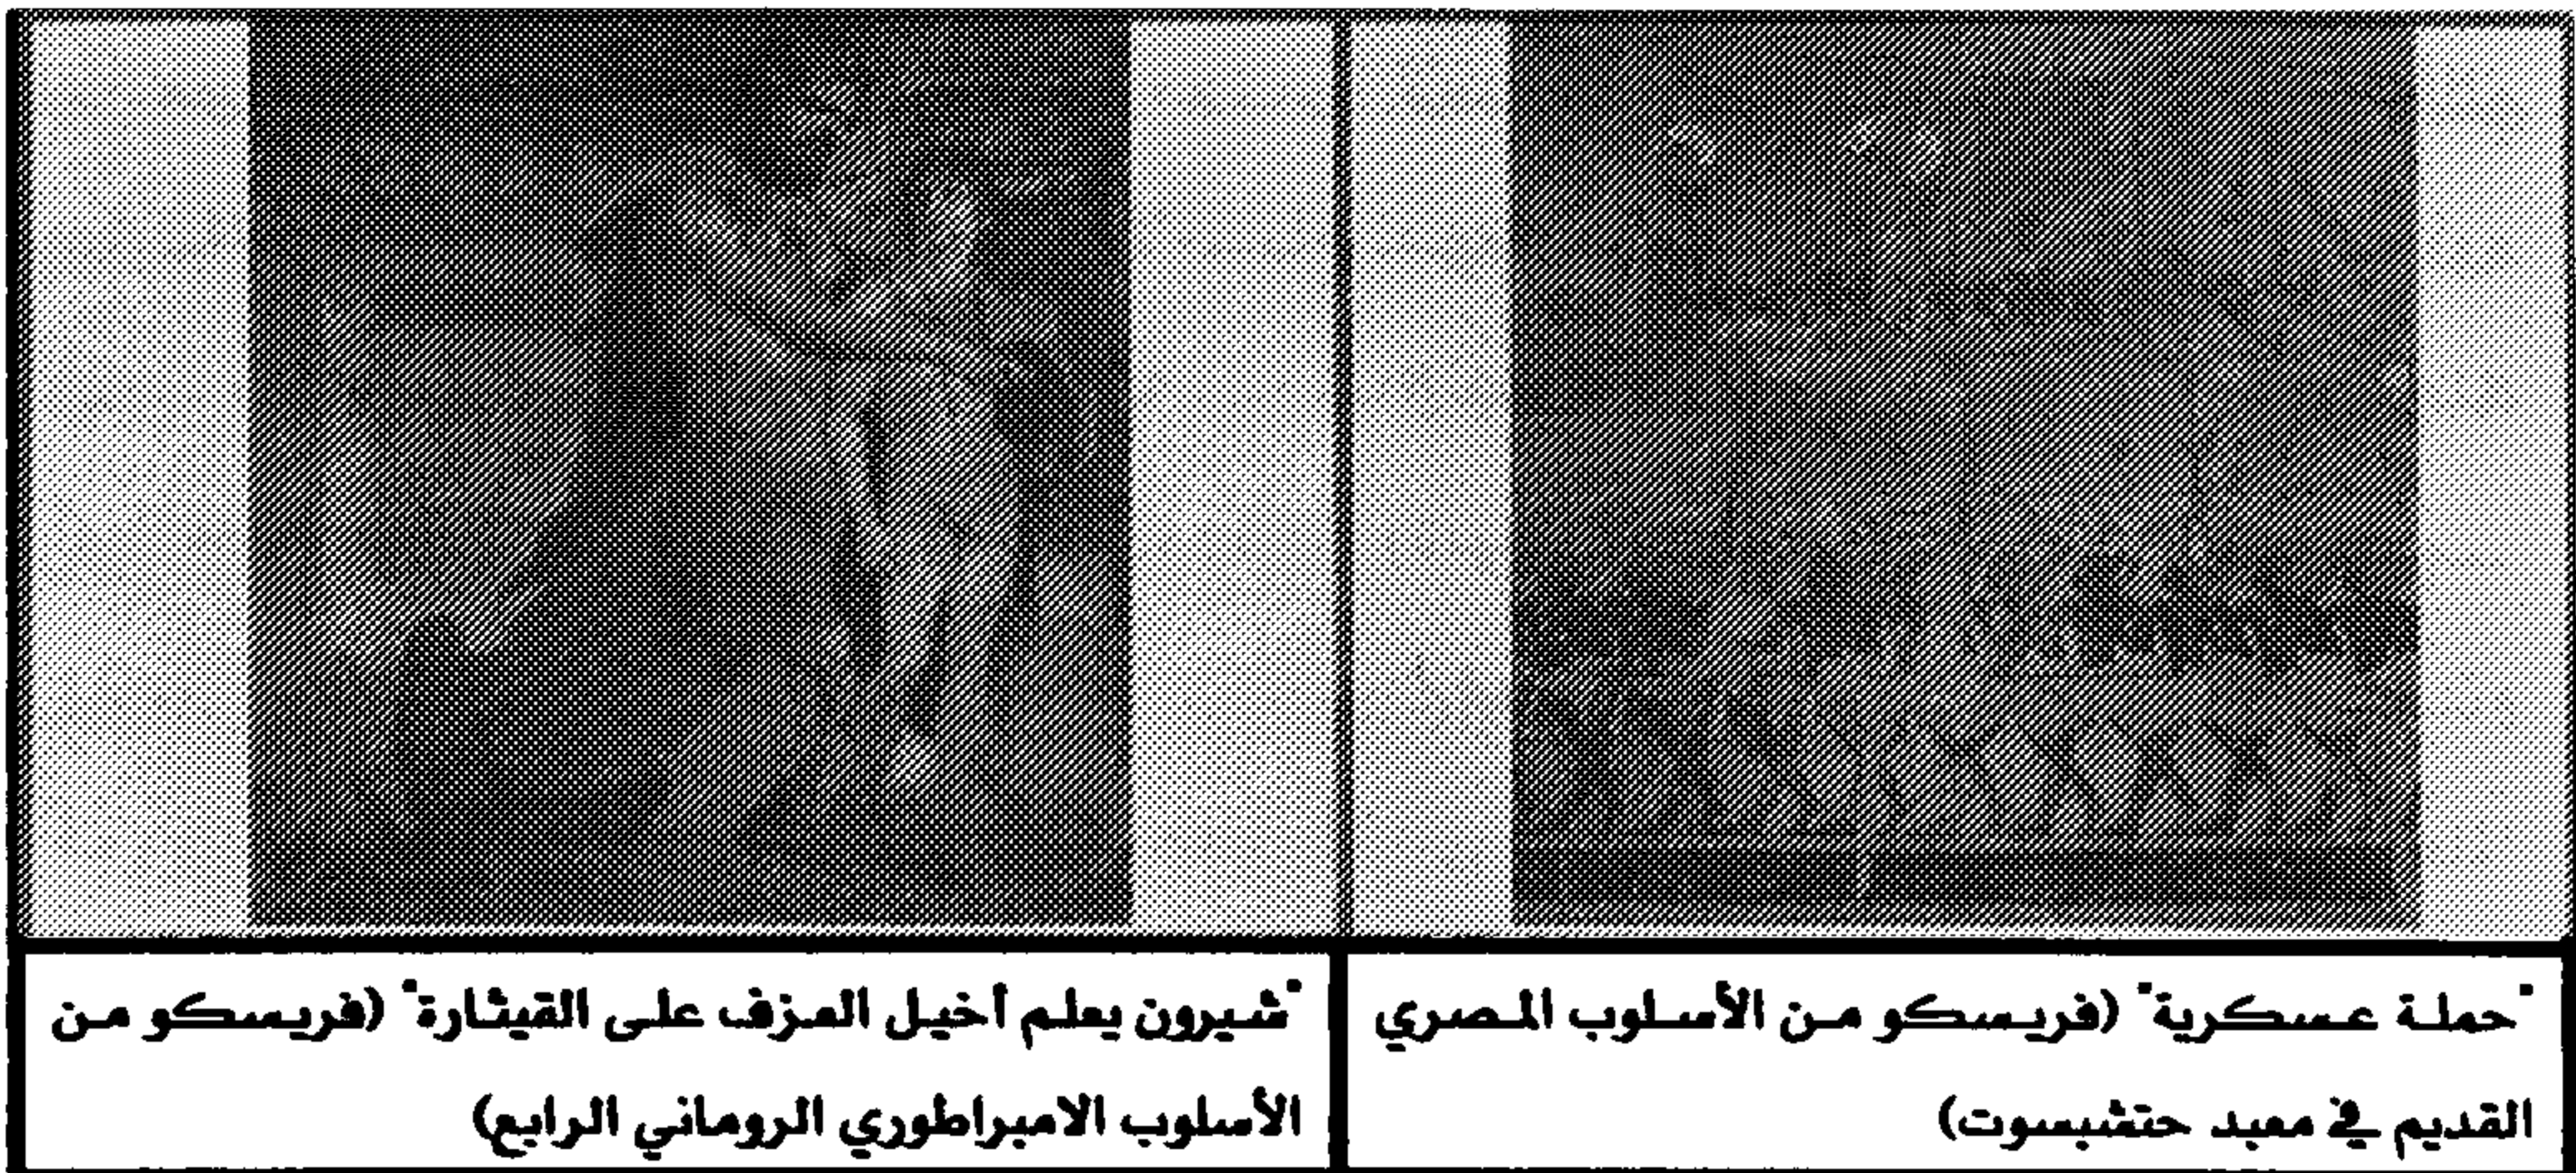 "حملة عسكرية" (فريسكو من الأسلوب المصري
القديم في معبد حتشبسوت)
"شيرون يعلم أخيل العزف على القيثارة" (فريسكو من
الأسلوب الامبراطوري الروماني الرابع)